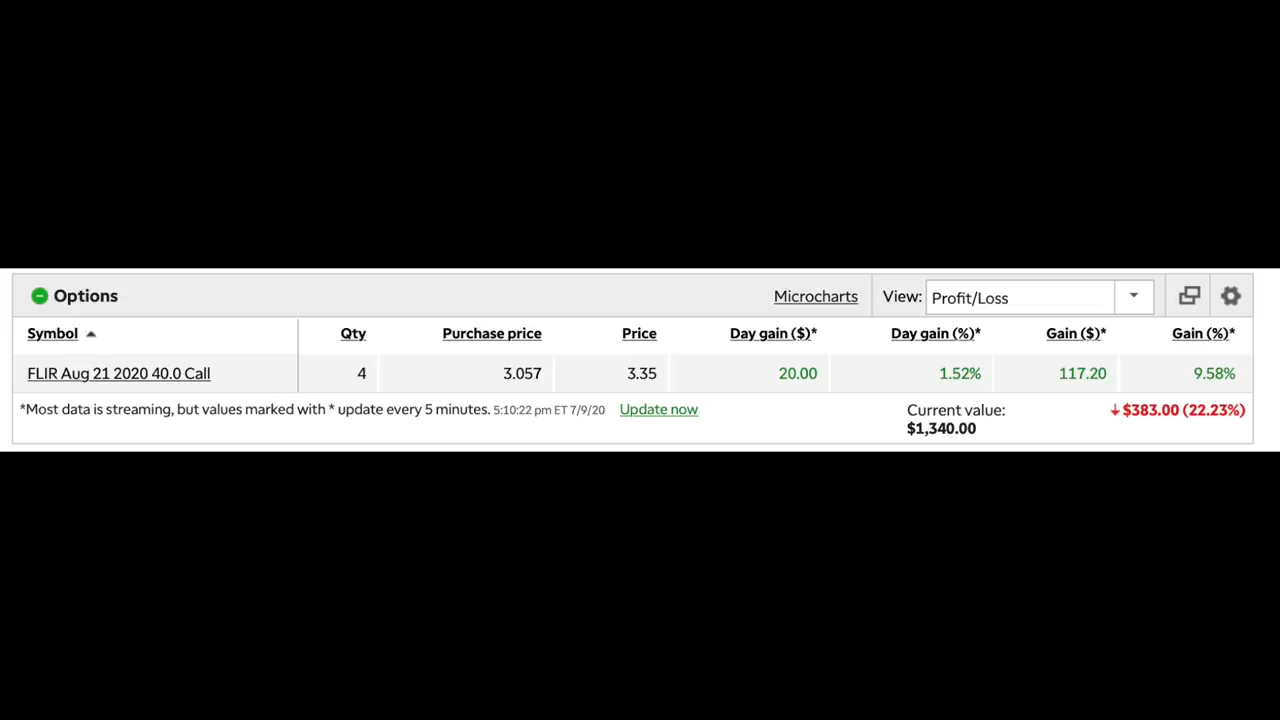 Options Microcharts View: Profit/Loss
Symbol Qty Purchase price Price Day gain ($)* Day gain (%)* Gain ($)* Gain (%)*
FLIR Aug 21 2020 40.0 Call 4 3.057 3.35 20.00 1.52% 117.20 9.58%
*Most data is streaming, but values marked with * update every 5 minutes. 5:10:22 pm ET 7/9/20 Update now Current value: $383.00 (22.23%)
$1,340.00